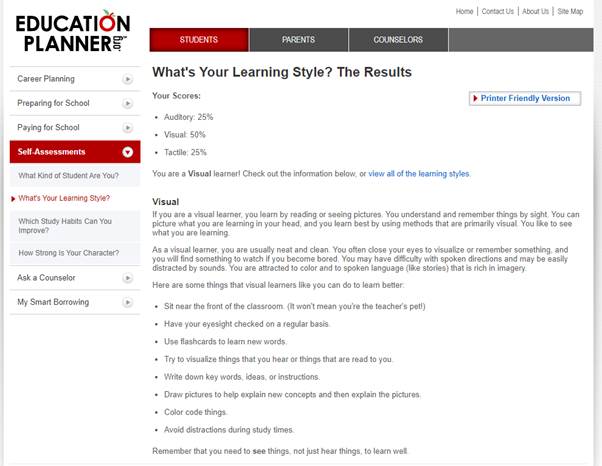 EDUCATION
PLANNER.org
Home | Contact Us | About Us | Site Map
STUDENTS
PARENTS
COUNSELORS
Career Planning
Preparing for School
Paying for School
Self-Assessments
What Kind of Student Are You?
What's Your Learning Style?
Which Study Habits Can You
Improve?
How Strong Is Your Character?
Ask a Counselor
My Smart Borrowing
What's Your Learning Style? The Results
Your Scores:
Printer Friendly Version
• Auditory: 25%
• Visual: 50%
• Tactile: 25%
You are a Visual learner! Check out the information below, or view all of the learning styles.
Visual
If you are a visual learner, you learn by reading or seeing pictures. You understand and remember things by sight. You can
picture what you are learning in your head, and you learn best by using methods that are primarily visual. You like to see
what you are learning.
As a visual learner, you are usually neat and clean. You often close your eyes to visualize or remember something, and
you will find something to watch if you become bored. You may have difficulty with spoken directions and may be easily
distracted by sounds. You are attracted to color and to spoken language (like stories) that is rich in imagery.
Here are some things that visual learners like you can do to learn better:
• Sit near the front of the classroom. (It won't mean you're the teacher's pet!)
• Have your eyesight checked on a regular basis.
• Use flashcards to learn new words.
• Try to visualize things that you hear or things that are read to you.
• Write down key words, ideas, or instructions.
• Draw pictures to help explain new concepts and then explain the pictures.
• Color code things.
• Avoid distractions during study times.
Remember that you need to see things, not just hear things, to learn well.